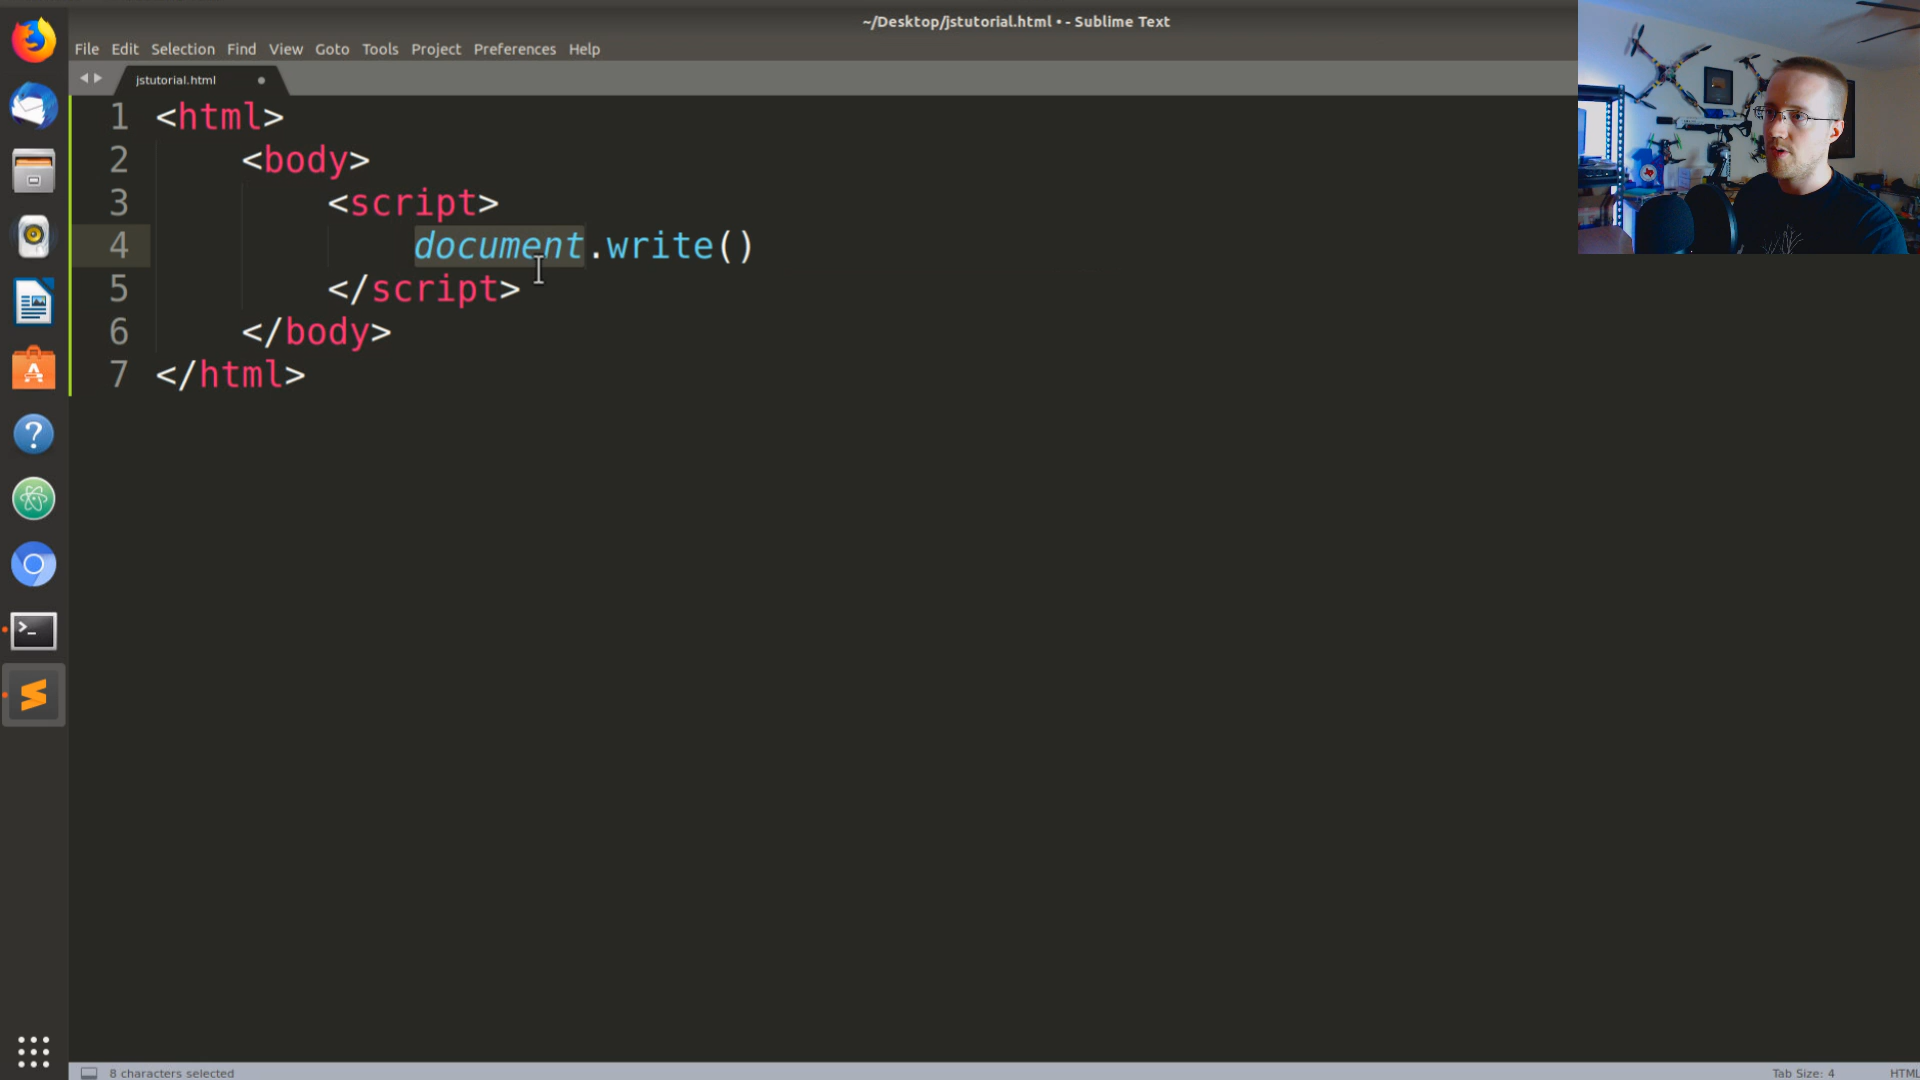 ~/Desktop/jstutorial.html • - Sublime Text
File Edit Selection Find View Goto Tools Project Preferences Help
jstutorial.html
1 <html>
2 <body>
3 <script>
4 document.write()
5 </script>
6 </body>
7 </html>
8 characters selected
Tab Size: 4
HTML